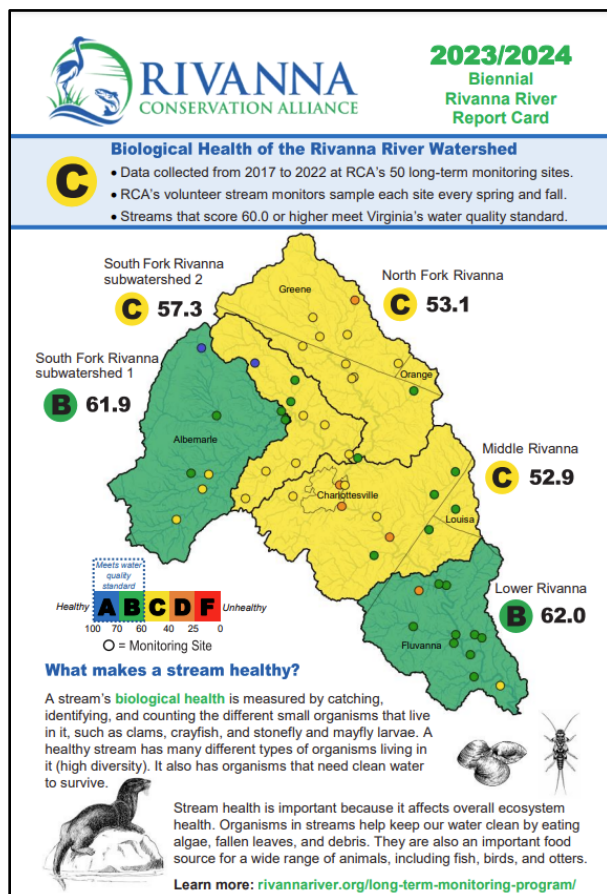 RIVANNA
CONSERVATION ALLIANCE
2023/2024
Biennial
Rivanna River
Report Card
C
Biological Health of the Rivanna River Watershed
• Data collected from 2017 to 2022 at RCA's 50 long-term monitoring sites.
• RCA's volunteer stream monitors sample each site every spring and fall.
• Streams that score 60.0 or higher meet Virginia's water quality standard.
South Fork Rivanna
subwatershed 2
C 57.3
North Fork Rivanna
C 53.1
Greene
Orange
South Fork Rivanna
subwatershed 1
B 61.9
Albemarle
Middle Rivanna
C 52.9
Charlottesville
Louisa
Lower Rivanna
B 62.0
Fluvanna
Meets water
quality
standard
Healthy A B C D F Unhealthy
100 70 60 40 20 0
O = Monitoring Site
What makes a stream healthy?
A stream's biological health is measured by catching,
identifying, and counting the different small organisms that live
in it, such as clams, crayfish, and stonefly and mayfly larvae. A
healthy stream has many different types of organisms living in
it (high diversity). It also has organisms that need clean water
to survive.
Stream health is important because it affects overall ecosystem
health. Organisms in streams help keep our water clean by eating
algae, fallen leaves, and debris. They are also an important food
source for a wide range of animals, including fish, birds, and otters.
Learn more: rivannariver.org/long-term-monitoring-program/